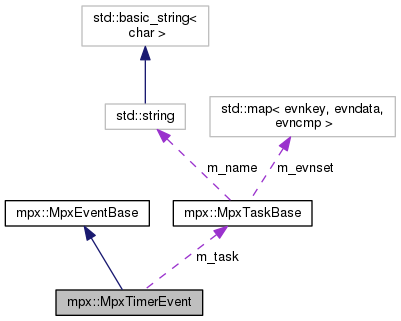 std::basic_string<
char >
std::string
std::map< evnkey, evndata,
evncmp >
m_name
m_evnset
mpx::MpxEventBase
mpx::MpxTaskBase
m_task
mpx::MpxTimerEvent